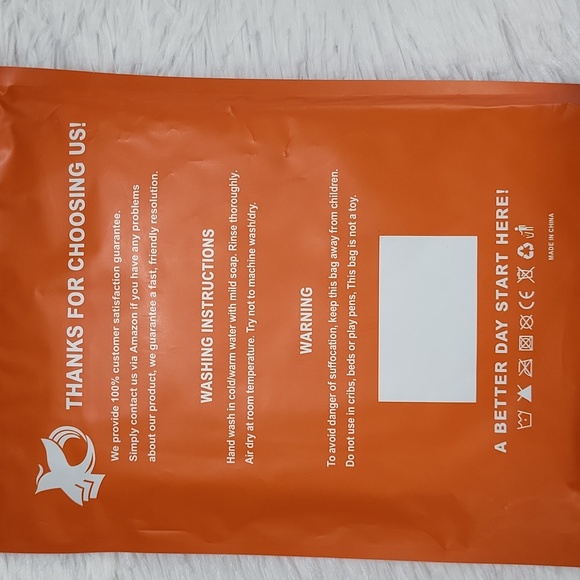 THANKS FOR CHOOSING US!
We provide 100% customer satisfaction guarantee.
Simply contact us via Amazon if you have any problems
about our product, we guarantee a fast, friendly resolution.
WASHING INSTRUCTIONS
Hand wash in cold/warm water with mild soap. Rinse thoroughly.
Air dry at room temperature. Try not to machine wash/dry.
WARNING
To avoid danger of suffocation, keep this bag away from children.
Do not use in cribs, beds or play pens, This bag is not a toy.
A BETTER DAY START HERE!
CE
MADE IN CHINA